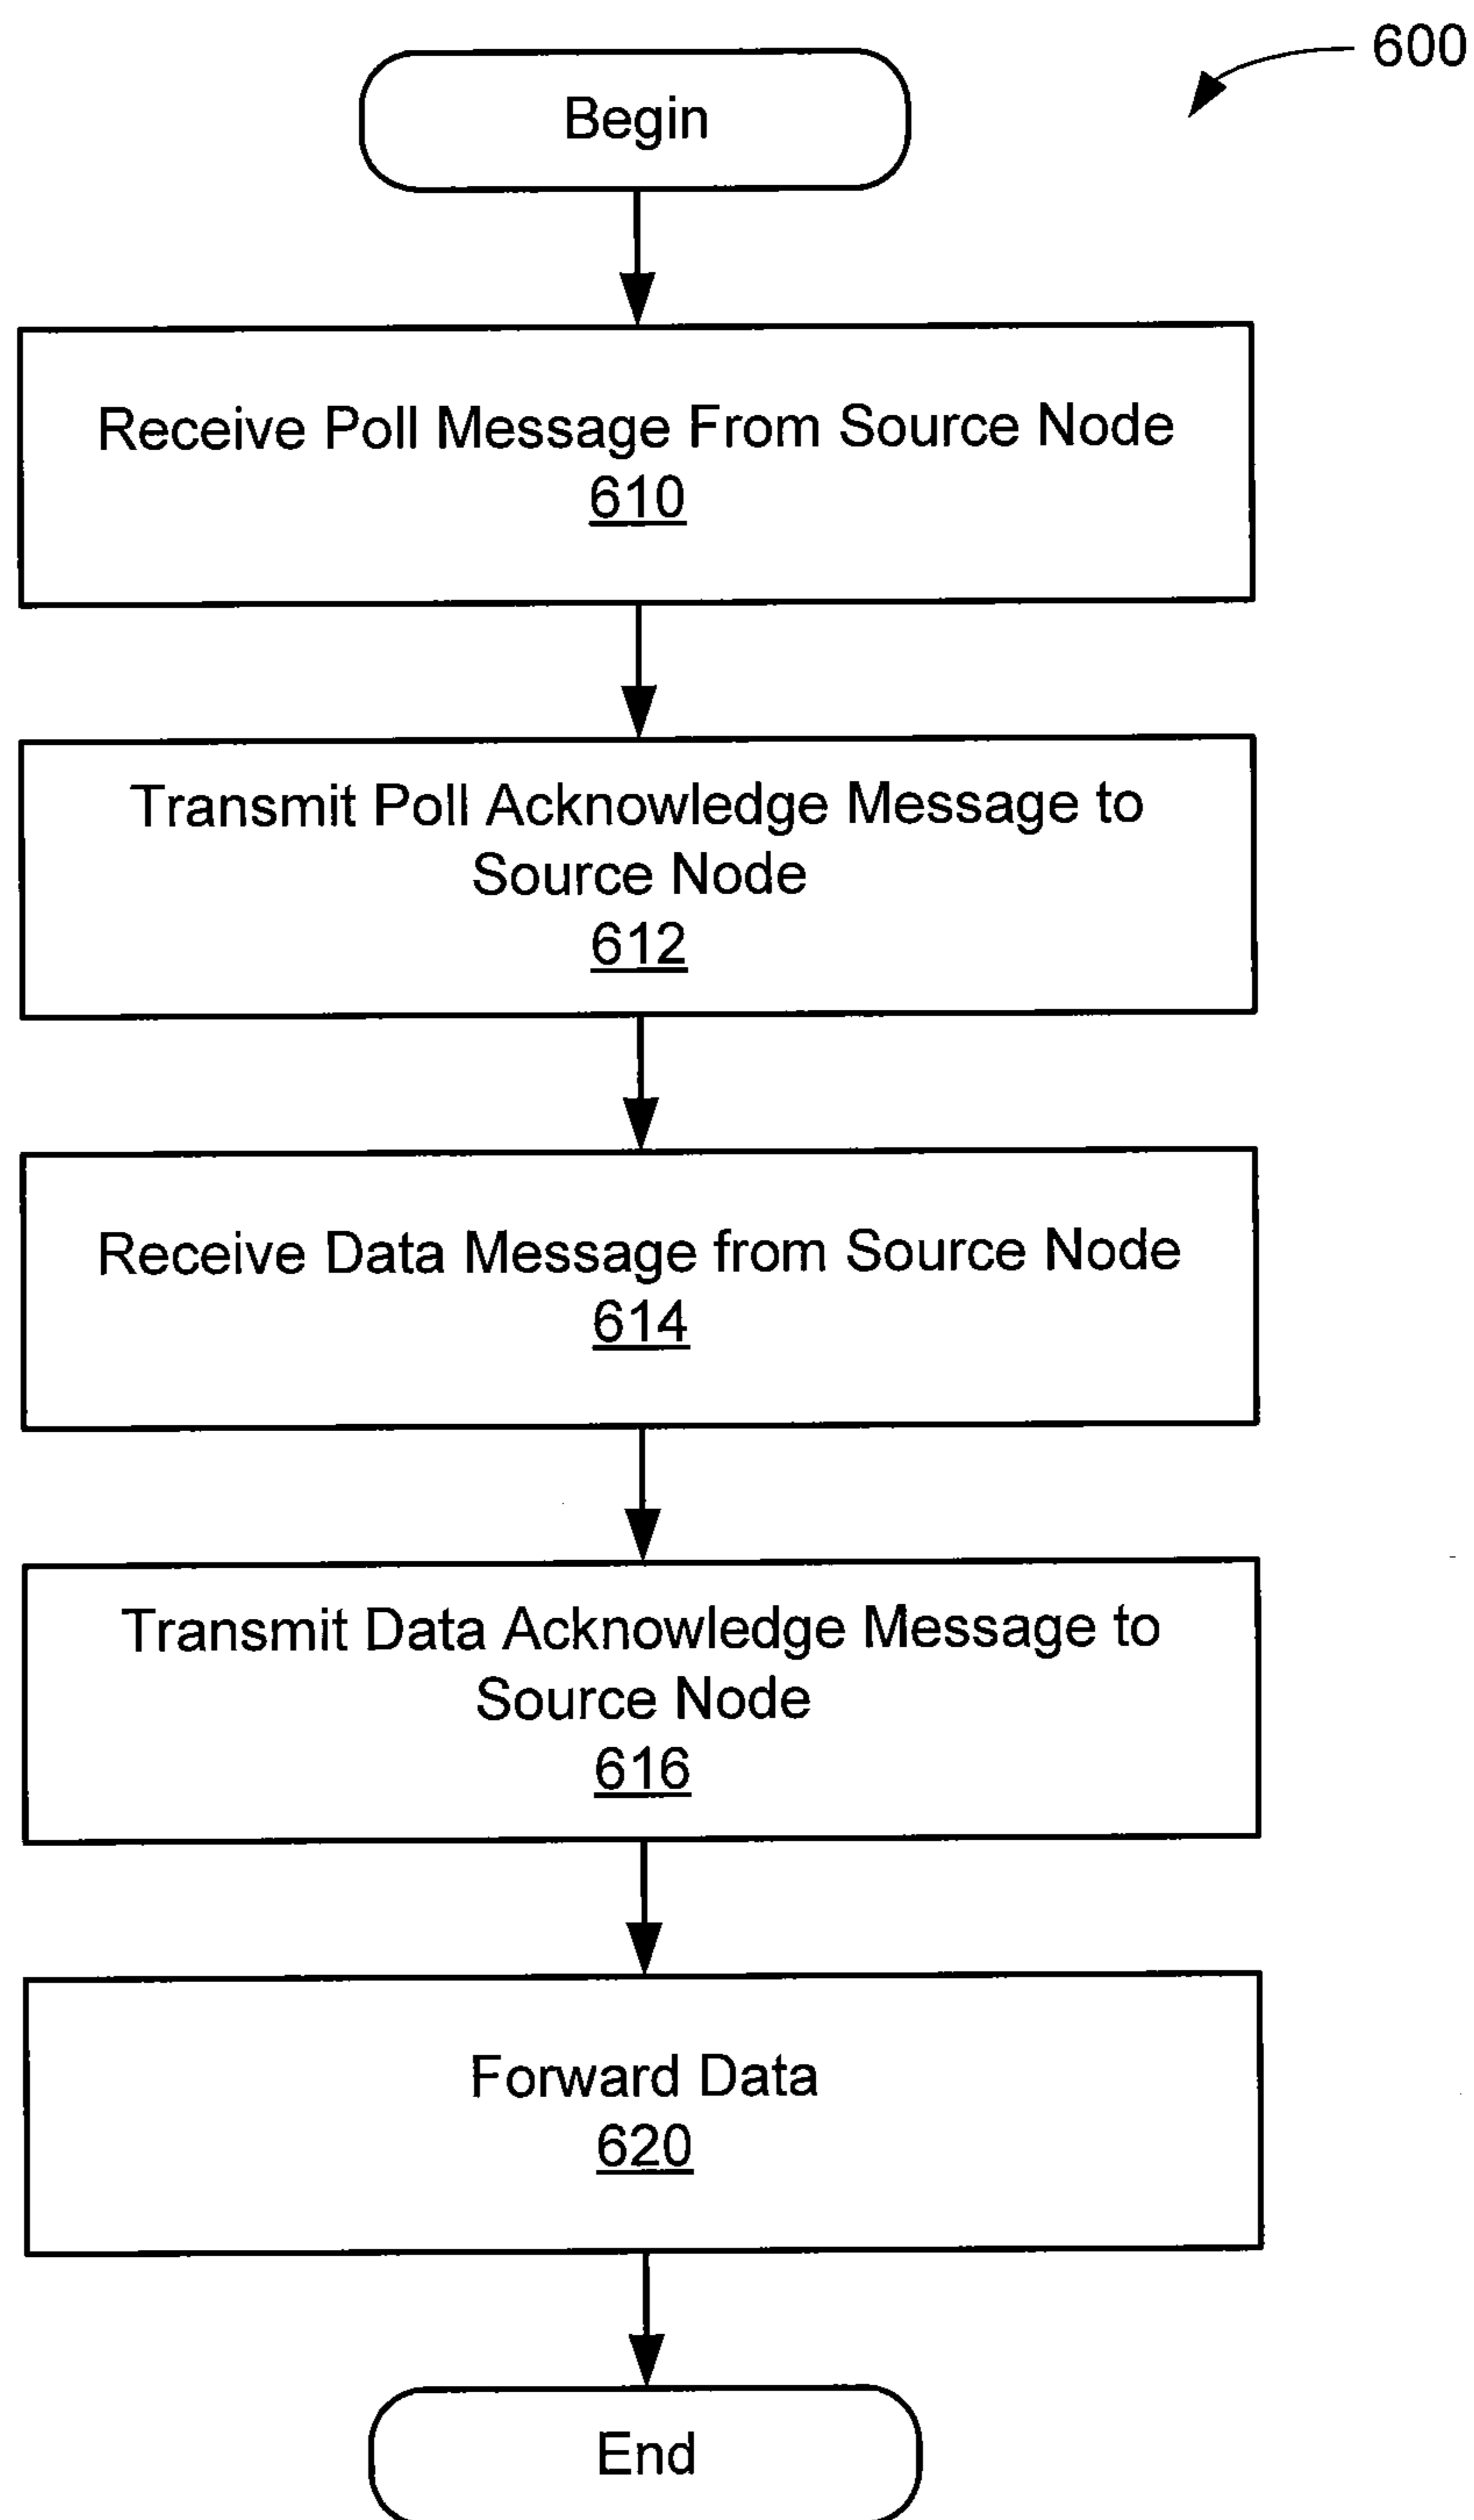 600
Begin
Receive Poll Message From Source Node
610
Transmit Poll Acknowledge Message to
Source Node
612
Receive Data Message from Source Node
614
Transmit Data Acknowledge Message to
Source Node
616
Forward Data
620
End